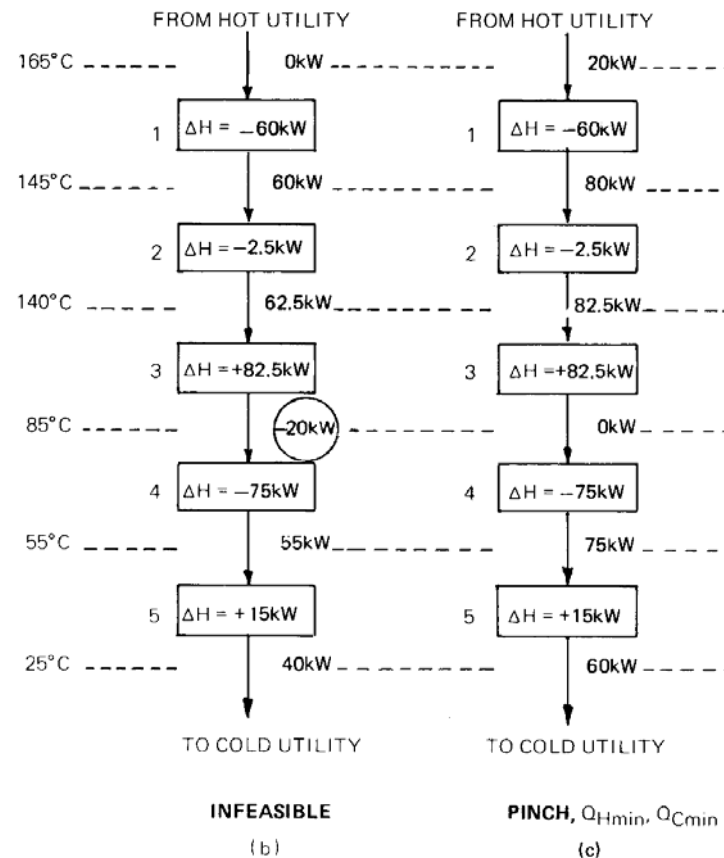 FROM HOT UTILITY FROM HOT UTILITY
165°C 0kW 20kW
1 ΔH = −60kW 1 ΔH = −60kW
145°C 60kW 80kW
2 ΔH = −2.5kW 2 ΔH = −2.5kW
140°C 62.5kW 82.5kW
3 ΔH = +82.5kW 3 ΔH = +82.5kW
85°C −20kW 0kW
4 ΔH = −75kW 4 ΔH = −75kW
55°C 55kW 75kW
5 ΔH = +15kW 5 ΔH = +15kW
25°C 40kW 60kW
TO COLD UTILITY TO COLD UTILITY
INFEASIBLE PINCH, QHmin, QCmin
(b) (c)